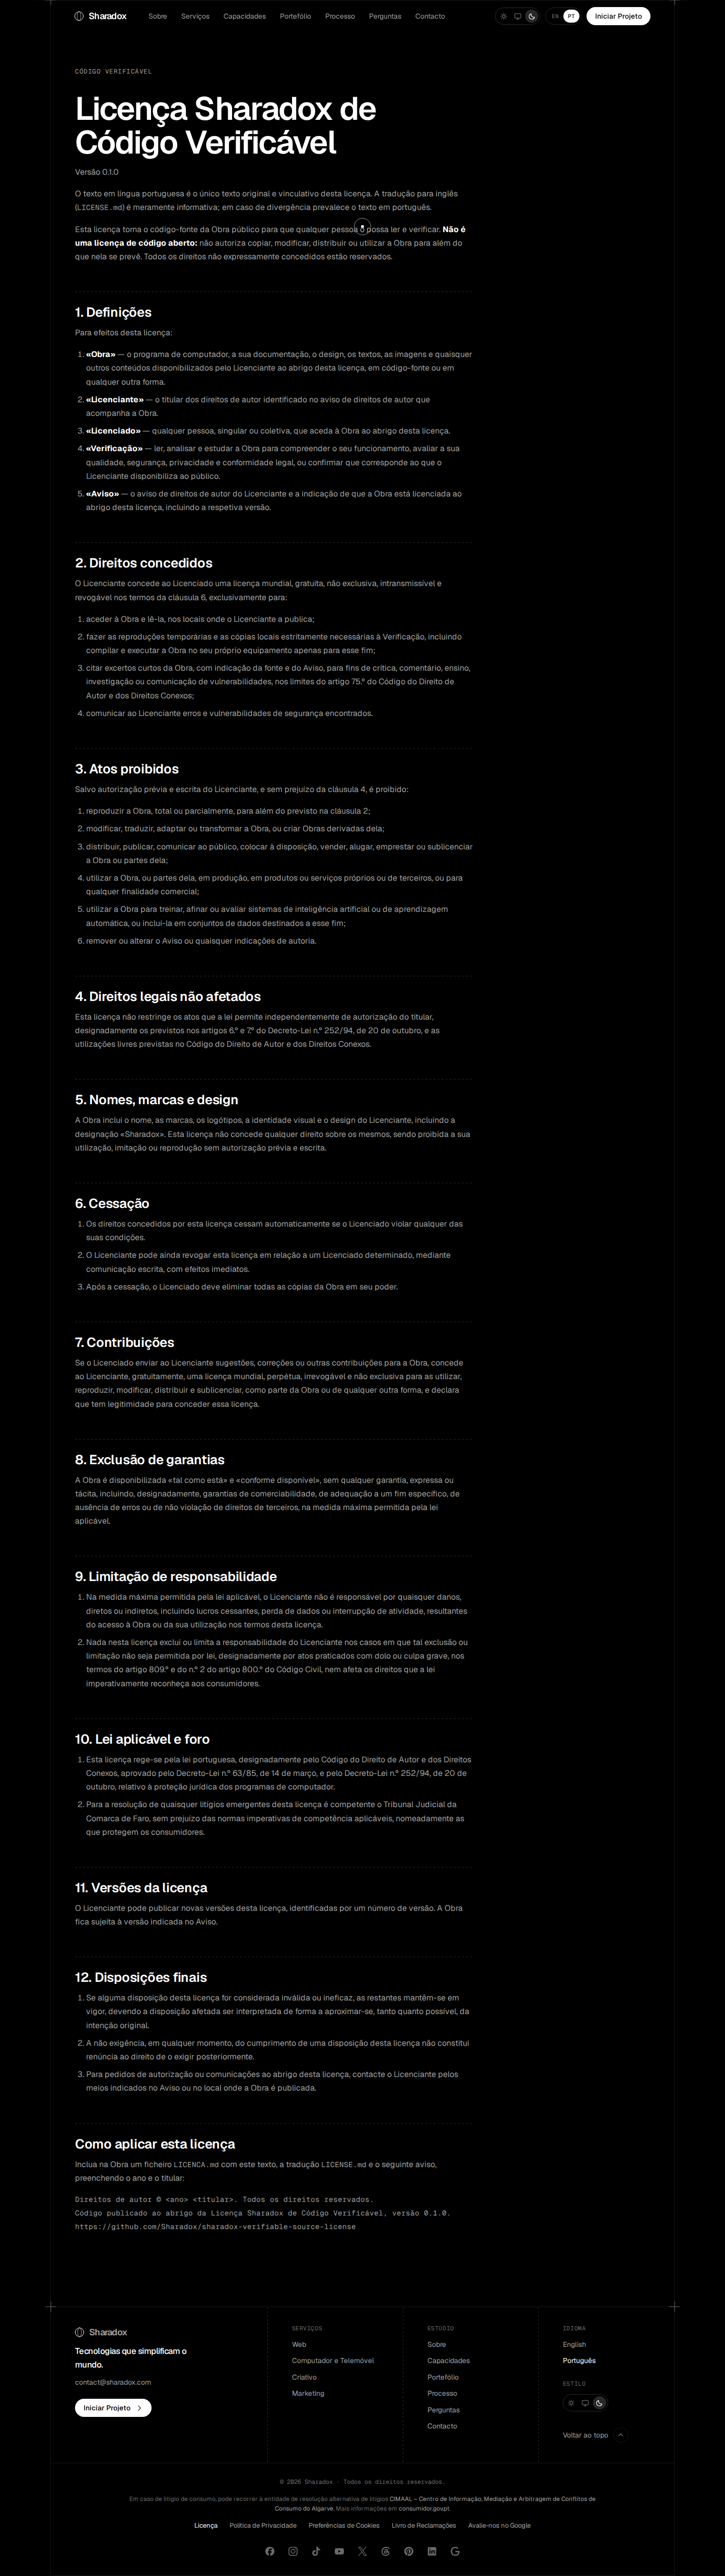 Sharadox
Sobre
Serviços
Capacidades
Portefólio
Processo
Perguntas
Contacto
EN
PT
Iniciar Projeto
CÓDIGO VERIFICÁVEL
Licença Sharadox de
Código Verificável
Versão 0.1.0
O texto em língua portuguesa é o único texto original e vinculativo desta licença. A tradução para inglês
(LICENSE.md) é meramente informativa; em caso de divergência prevalece o texto em português.
Esta licença torna o código-fonte da Obra público para que qualquer pessoa o possa ler e verificar. Não é
uma licença de código aberto: não autoriza copiar, modificar, distribuir ou utilizar a Obra para além do
que nela se prevê. Todos os direitos não expressamente concedidos estão reservados.
1. Definições
Para efeitos desta licença:
1. «Obra» — o programa de computador, a sua documentação, o design, os textos, as imagens e quaisquer
outros conteúdos disponibilizados pelo Licenciante ao abrigo desta licença, em código-fonte ou em
qualquer outra forma.
2. «Licenciante» — o titular dos direitos de autor identificado no aviso de direitos de autor que
acompanha a Obra.
3. «Licenciado» — qualquer pessoa, singular ou coletiva, que aceda à Obra ao abrigo desta licença.
4. «Verificação» — ler, analisar e estudar a Obra para compreender o seu funcionamento, avaliar a sua
qualidade, segurança, privacidade e conformidade legal, ou confirmar que corresponde ao que o
Licenciante disponibiliza ao público.
5. «Aviso» — o aviso de direitos de autor do Licenciante e a indicação de que a Obra está licenciada ao
abrigo desta licença, incluindo a respetiva versão.
2. Direitos concedidos
O Licenciante concede ao Licenciado uma licença mundial, gratuita, não exclusiva, intransmissível e
revogável nos termos da cláusula 6, exclusivamente para:
1. aceder à Obra e lê-la, nos locais onde o Licenciante a publica;
2. fazer as reproduções temporárias e as cópias locais estritamente necessárias à Verificação, incluindo
compilar e executar a Obra no seu próprio equipamento apenas para esse fim;
3. citar excertos curtos da Obra, com indicação da fonte e do Aviso, para fins de crítica, comentário, ensino,
investigação ou comunicação de vulnerabilidades, nos limites do artigo 75.º do Código do Direito de
Autor e dos Direitos Conexos;
4. comunicar ao Licenciante erros e vulnerabilidades de segurança encontrados.
3. Atos proibidos
Salvo autorização prévia e escrita do Licenciante, e sem prejuízo da cláusula 4, é proibido:
1. reproduzir a Obra, total ou parcialmente, para além do previsto na cláusula 2;
2. modificar, traduzir, adaptar ou transformar a Obra, ou criar Obras derivadas dela;
3. distribuir, publicar, comunicar ao público, colocar à disposição, vender, alugar, emprestar ou sublicenciar
a Obra ou partes dela;
4. utilizar a Obra, ou partes dela, em produção, em produtos ou serviços próprios ou de terceiros, ou para
qualquer finalidade comercial;
5. utilizar a Obra para treinar, afinar ou avaliar sistemas de inteligência artificial ou de aprendizagem
automática, ou incluí-la em conjuntos de dados destinados a esse fim;
6. remover ou alterar o Aviso ou quaisquer indicações de autoria.
4. Direitos legais não afetados
Esta licença não restringe os atos que a lei permite independentemente de autorização do titular,
designadamente os previstos nos artigos 6.º e 7.º do Decreto-Lei n.º 252/94, de 20 de outubro, e as
utilizações livres previstas no Código do Direito de Autor e dos Direitos Conexos.
5. Nomes, marcas e design
A Obra inclui o nome, as marcas, os logótipos, a identidade visual e o design do Licenciante, incluindo a
designação «Sharadox». Esta licença não concede qualquer direito sobre os mesmos, sendo proibida a sua
utilização, imitação ou reprodução sem autorização prévia e escrita.
6. Cessação
1. Os direitos concedidos por esta licença cessam automaticamente se o Licenciado violar qualquer das
suas condições.
2. O Licenciante pode ainda revogar esta licença em relação a um Licenciado determinado, mediante
comunicação escrita, com efeitos imediatos.
3. Após a cessação, o Licenciado deve eliminar todas as cópias da Obra em seu poder.
7. Contribuições
Se o Licenciado enviar ao Licenciante sugestões, correções ou outras contribuições para a Obra, concede
ao Licenciante, gratuitamente, uma licença mundial, perpétua, irrevogável e não exclusiva para as utilizar,
reproduzir, modificar, distribuir e sublicenciar, como parte da Obra ou de qualquer outra forma, e declara
que tem legitimidade para conceder essa licença.
8. Exclusão de garantias
A Obra é disponibilizada «tal como está» e «conforme disponível», sem qualquer garantia, expressa ou
tácita, incluindo, designadamente, garantias de comerciabilidade, de adequação a um fim específico, de
ausência de erros ou de não violação de direitos de terceiros, na medida máxima permitida pela lei
aplicável.
9. Limitação de responsabilidade
1. Na medida máxima permitida pela lei aplicável, o Licenciante não é responsável por quaisquer danos,
diretos ou indiretos, incluindo lucros cessantes, perda de dados ou interrupção de atividade, resultantes
do acesso à Obra ou da sua utilização nos termos desta licença.
2. Nada nesta licença exclui ou limita a responsabilidade do Licenciante nos casos em que tal exclusão ou
limitação não seja permitida por lei, designadamente por atos praticados com dolo ou culpa grave, nos
termos do artigo 809.º e do n.º 2 do artigo 800.º do Código Civil, nem afeta os direitos que a lei
imperativamente reconheça aos consumidores.
10. Lei aplicável e foro
1. Esta licença rege-se pela lei portuguesa, designadamente pelo Código do Direito de Autor e dos Direitos
Conexos, aprovado pelo Decreto-Lei n.º 63/85, de 14 de março, e pelo Decreto-Lei n.º 252/94, de 20 de
outubro, relativo à proteção jurídica dos programas de computador.
2. Para a resolução de quaisquer litígios emergentes desta licença é competente o Tribunal Judicial da
Comarca de Faro, sem prejuízo das normas imperativas de competência aplicáveis, nomeadamente as
que protegem os consumidores.
11. Versões da licença
O Licenciante pode publicar novas versões desta licença, identificadas por um número de versão. A Obra
fica sujeita à versão indicada no Aviso.
12. Disposições finais
1. Se alguma disposição desta licença for considerada inválida ou ineficaz, as restantes mantêm-se em
vigor, devendo a disposição afetada ser interpretada de forma a aproximar-se, tanto quanto possível, da
intenção original.
2. A não exigência, em qualquer momento, do cumprimento de uma disposição desta licença não constitui
renúncia ao direito de o exigir posteriormente.
3. Para pedidos de autorização ou comunicações ao abrigo desta licença, contacte o Licenciante pelos
meios indicados no Aviso ou no local onde a Obra é publicada.
Como aplicar esta licença
Inclua na Obra um ficheiro LICENCA.md com este texto, a tradução LICENSE.md e o seguinte aviso,
preenchendo o ano e o titular:
Direitos de autor © <ano> <titular>. Todos os direitos reservados.
Código publicado ao abrigo da Licença Sharadox de Código Verificável, versão 0.1.0.
https://github.com/Sharadox/sharadox-verifiable-source-license
Sharadox
Tecnologias que simplificam o
mundo.
contact@sharadox.com
Iniciar Projeto
SERVIÇOS
Web
Computador e Telemóvel
Criativo
Marketing
ESTÚDIO
Sobre
Capacidades
Portefólio
Processo
Perguntas
Contacto
IDIOMA
English
Português
ESTILO
Voltar ao topo
© 2026 Sharadox · Todos os direitos reservados.
Em caso de litígio de consumo, pode recorrer à entidade de resolução alternativa de litígios CIMAAL – Centro de Informação, Mediação e Arbitragem de Conflitos de
Consumo do Algarve. Mais informações em consumidor.gov.pt.
Licença
Política de Privacidade
Preferências de Cookies
Livro de Reclamações
Avalie-nos no Google